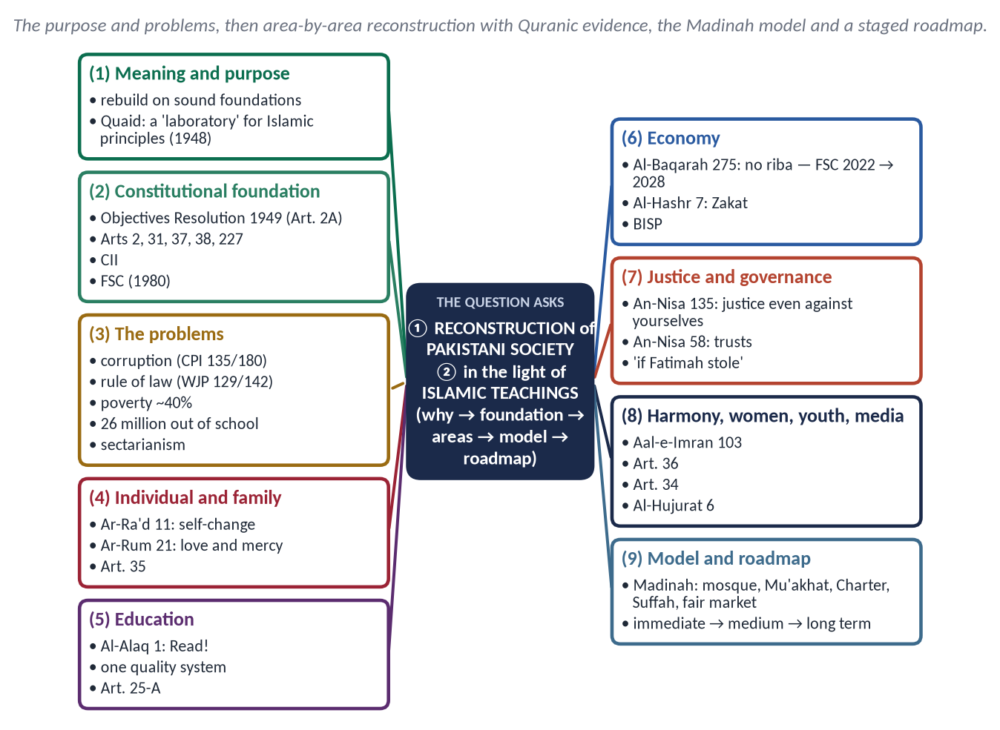 The purpose and problems, then area-by-area reconstruction with Quranic evidence, the Madinah model and a staged roadmap.
(1) Meaning and purpose
• rebuild on sound foundations
• Quaid: a 'laboratory' for Islamic
principles (1948)
(2) Constitutional foundation
• Objectives Resolution 1949 (Art. 2A)
• Arts 2, 31, 37, 38, 227
• CII
• FSC (1980)
(3) The problems
• corruption (CPI 135/180)
• rule of law (WJP 129/142)
• poverty ~40%
• 26 million out of school
• sectarianism
(4) Individual and family
• Ar-Ra'd 11: self-change
• Ar-Rum 21: love and mercy
• Art. 35
(5) Education
• Al-Alaq 1: Read!
• one quality system
• Art. 25-A
THE QUESTION ASKS
① RECONSTRUCTION of
PAKISTANI SOCIETY
② in the light of
ISLAMIC TEACHINGS
(why → foundation →
areas → model →
roadmap)
(6) Economy
• Al-Baqarah 275: no riba — FSC 2022 →
2028
• Al-Hashr 7: Zakat
• BISP
(7) Justice and governance
• An-Nisa 135: justice even against
yourselves
• An-Nisa 58: trusts
• 'if Fatimah stole'
(8) Harmony, women, youth, media
• Aal-e-Imran 103
• Art. 36
• Art. 34
• Al-Hujurat 6
(9) Model and roadmap
• Madinah: mosque, Mu'akhat, Charter,
Suffah, fair market
• immediate → medium → long term